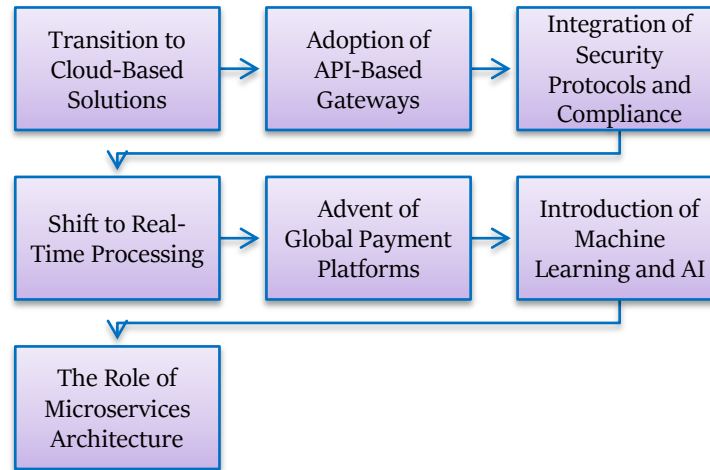 Transition to
Cloud-Based
Solutions
Adoption of
API-Based
Gateways
Integration of
Security
Protocols and
Compliance
Shift to Real-
Time Processing
Advent of
Global Payment
Platforms
Introduction of
Machine
Learning and AI
The Role of
Microservices
Architecture